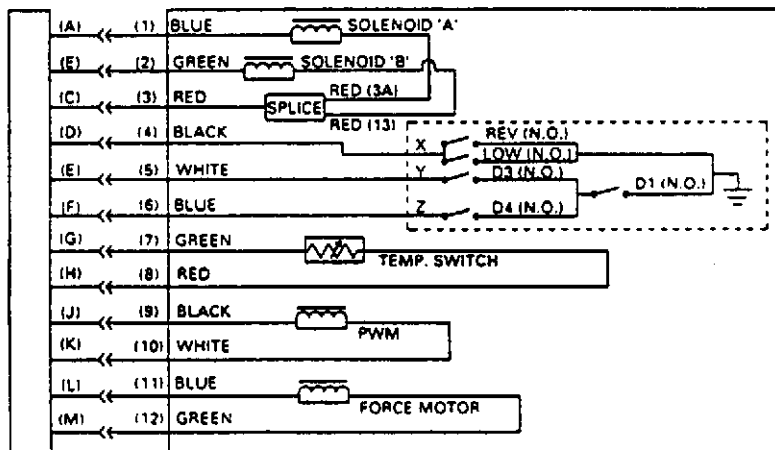 (A) (1) BLUE SOLENOID 'A'
(E) (2) GREEN SOLENOID 'B'
RED (3A)
(C) (3) RED SPLICE
RED (13)
(D) (4) BLACK X REV (N.O.)
LOW (N.O.)
(E) (5) WHITE Y D3 (N.O.)
D1 (N.O.)
(F) (6) BLUE Z D4 (N.O.)
(G) (7) GREEN
TEMP. SWITCH
(H) (8) RED
(J) (9) BLACK
PWM
(K) (10) WHITE
(L) (11) BLUE
FORCE MOTOR
(M) (12) GREEN